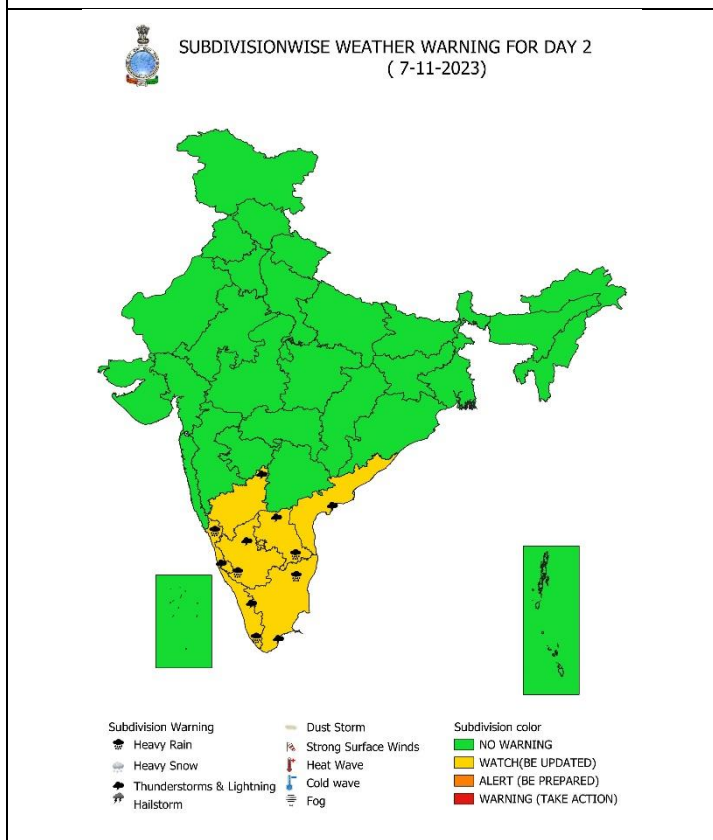 SUBDIVISIONWISE WEATHER WARNING FOR DAY 2
( 7-11-2023)
Subdivision Warning
Heavy Rain
Heavy Snow
Thunderstorms & Lightning
Hailstorm
Dust Storm
Strong Surface Winds
Heat Wave
Cold wave
Fog
Subdivision color
NO WARNING
WATCH(BE UPDATED)
ALERT (BE PREPARED)
WARNING (TAKE ACTION)